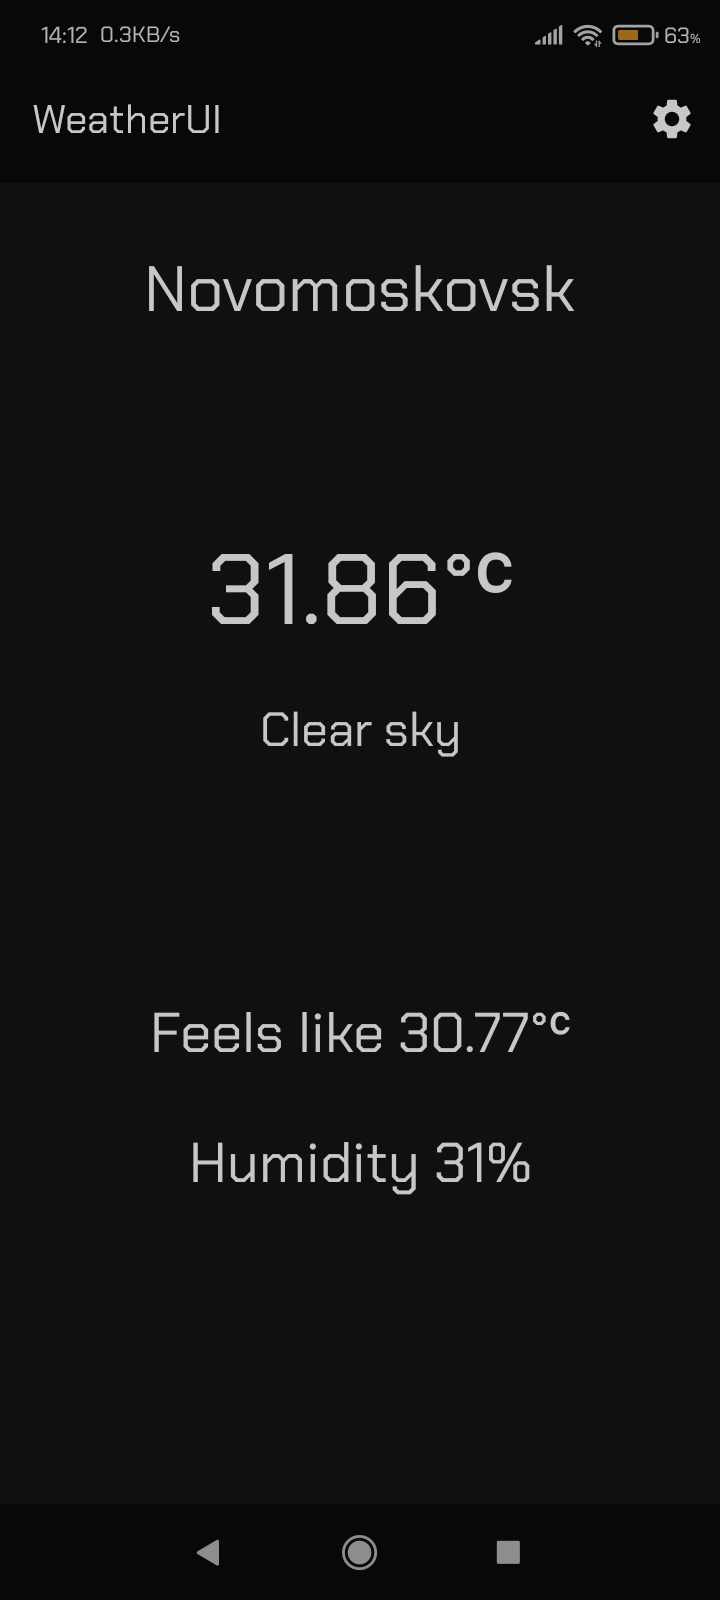 14:12 0.3KB/s 63%
WeatherUI
Novomoskovsk
31.86°C
Clear sky
Feels like 30.77°C
Humidity 31%